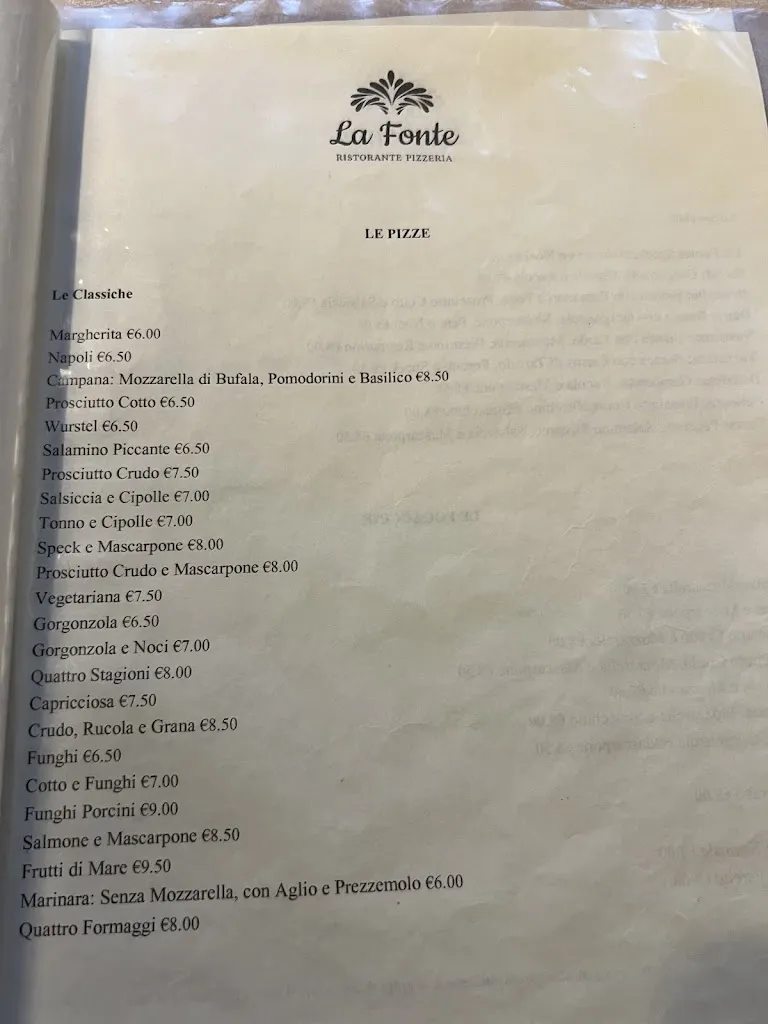 La Fonte
RISTORANTE PIZZERIA
LE PIZZE
Le Classiche
Margherita €6.00
Napoli €6.50
Campana: Mozzarella di Bufala, Pomodorini e Basilico €8.50
Prosciutto Cotto €6.50
Wurstel €6.50
Salamino Piccante €6.50
Prosciutto Crudo €7.50
Salsiccia e Cipolle €7.00
Tonno e Cipolle €7.00
Speck e Mascarpone €8.00
Prosciutto Crudo e Mascarpone €8.00
Vegetariana €7.50
Gorgonzola €6.50
Gorgonzola e Noci €7.00
Quattro Stagioni €8.00
Capricciosa €7.50
Crudo, Rucola e Grana €8.50
Funghi €6.50
Cotto e Funghi €7.00
Funghi Porcini €9.00
Salmone e Mascarpone €8.50
Frutti di Mare €9.50
Marinara: Senza Mozzarella, con Aglio e Prezzemolo €6.00
Quattro Formaggi €8.00